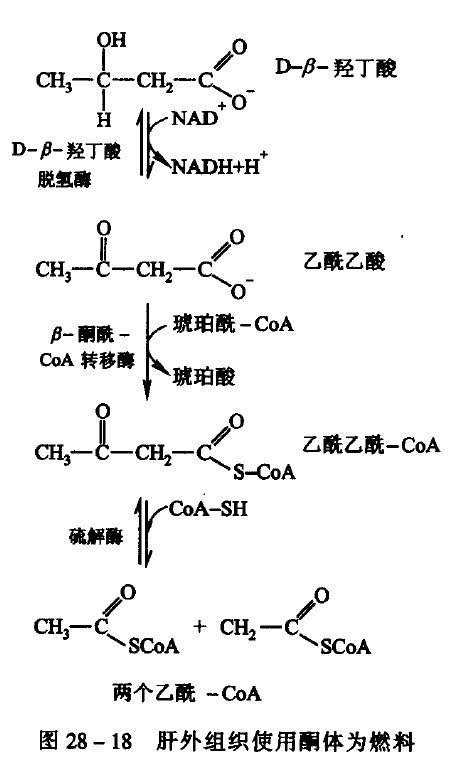 OH
O
CH₃—C—CH₂—C
O⁻
D-β-羟丁酸
H
NAD⁺
D-β-羟丁酸
脱氢酶
NADH+H⁺
O
O
CH₃—C—CH₂—C
O⁻
乙酰乙酸
β-酮酰-
CoA 转移酶
琥珀酰-CoA
琥珀酸
O
O
CH₃—C—CH₂—C
S-CoA
乙酰乙酰-CoA
CoA-SH
硫解酶
O
O
CH₃—C
SCoA
+
CH₂—C
SCoA
两个乙酰-CoA
图 28-18 肝外组织使用酮体为燃料